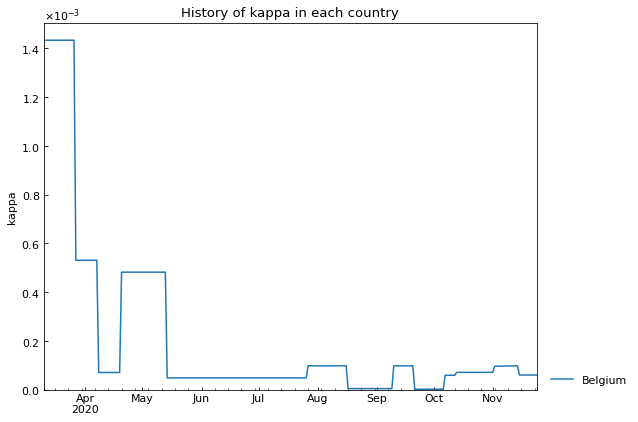 History of kappa in each country
×10⁻³
1.4
1.2
1.0
0.8
0.6
0.4
0.2
0.0
kappa
Apr May Jun Jul Aug Sep Oct Nov
2020
Belgium